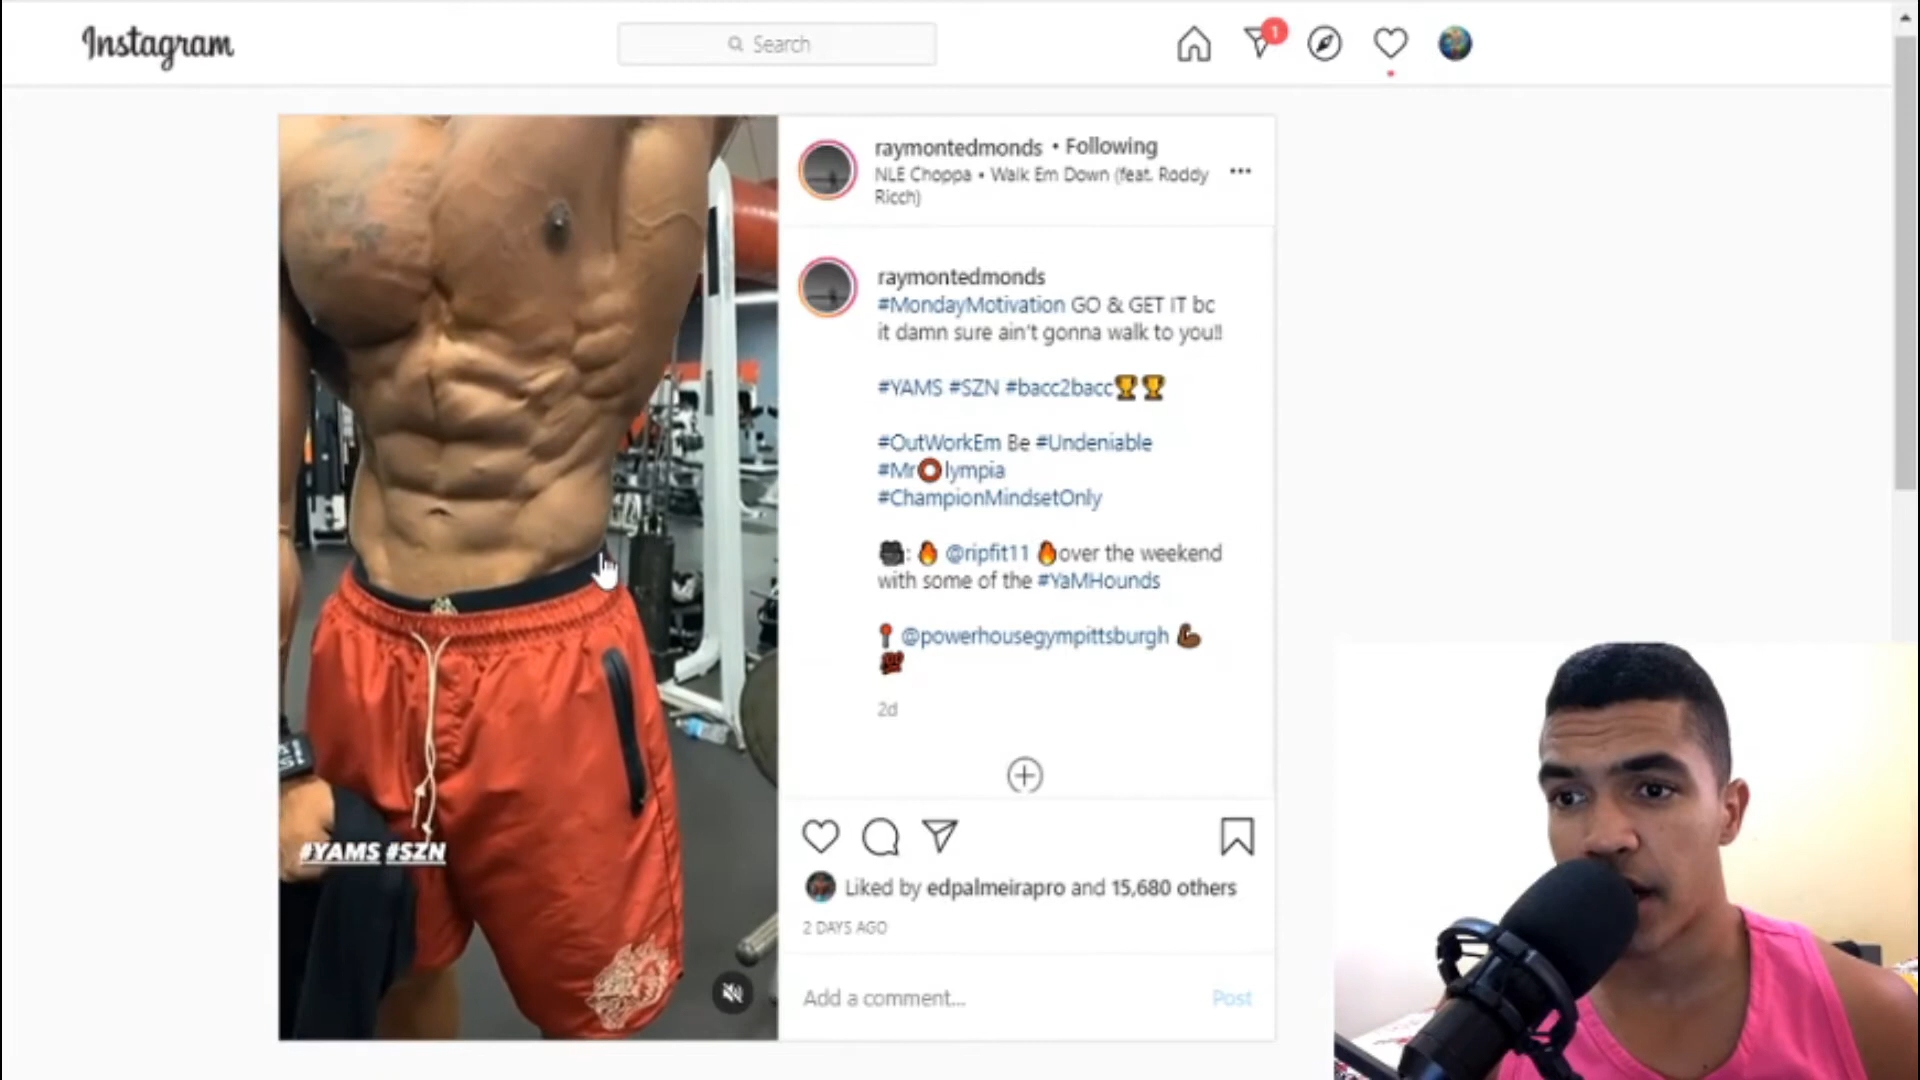 Instagram
Search
1
raymontedmonds • Following
NLE Choppa • Walk Em Down (feat. Roddy
Ricch)
raymontedmonds
#MondayMotivation GO & GET IT bc
it damn sure ain't gonna walk to you!!
#YAMS #SZN #bacc2bacc🏆🏆
#OutWorkEm Be #Undeniable
#Mr⭕lympia
#ChampionMindsetOnly
🎥: 🔥 @ripfit11 🔥over the weekend
with some of the #YaMHounds
📍 @powerhousegympittsburgh 💪🏾
💯
2d
#YAMS #SZN
Liked by edpalmeirapro and 15,680 others
2 DAYS AGO
Add a comment...
Post